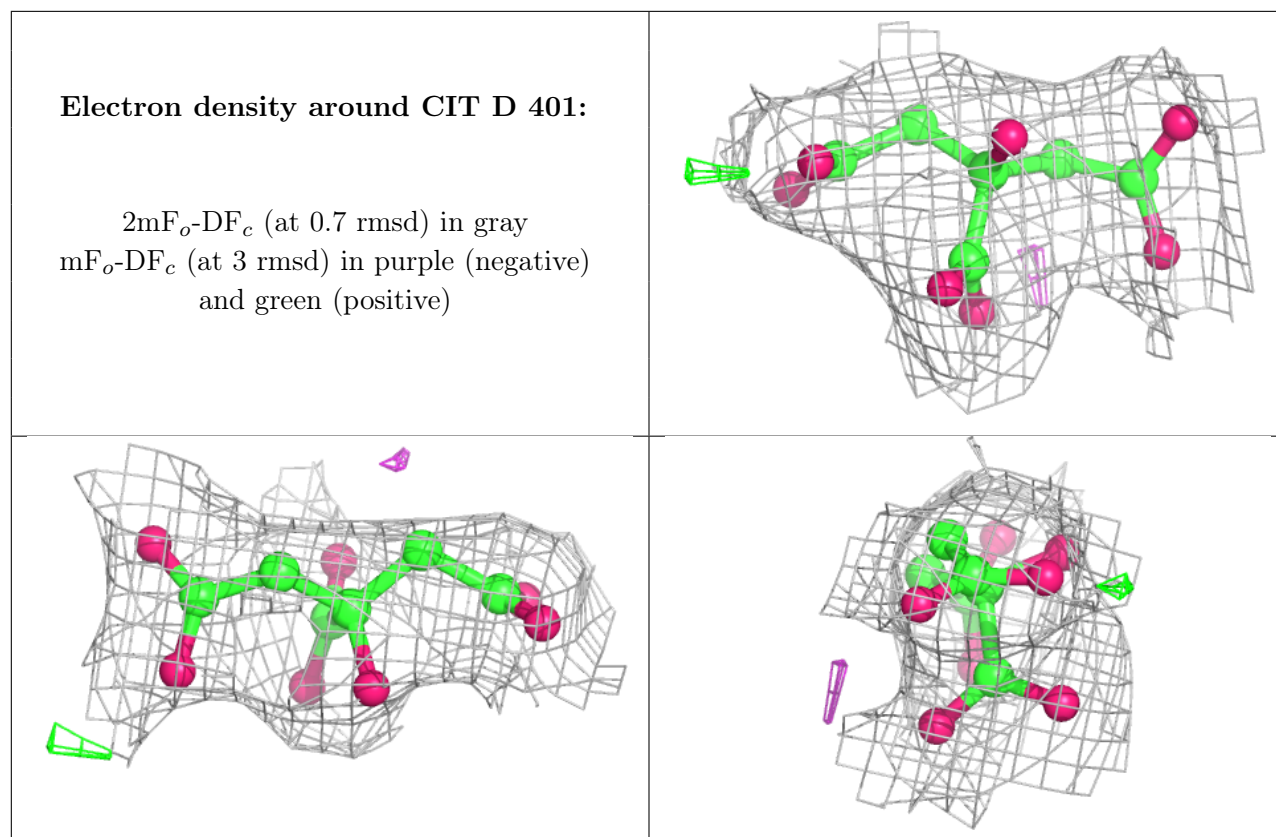 Electron density around CIT D 401:
2mFo-DFc (at 0.7 rmsd) in gray
mFo-DFc (at 3 rmsd) in purple (negative)
and green (positive)